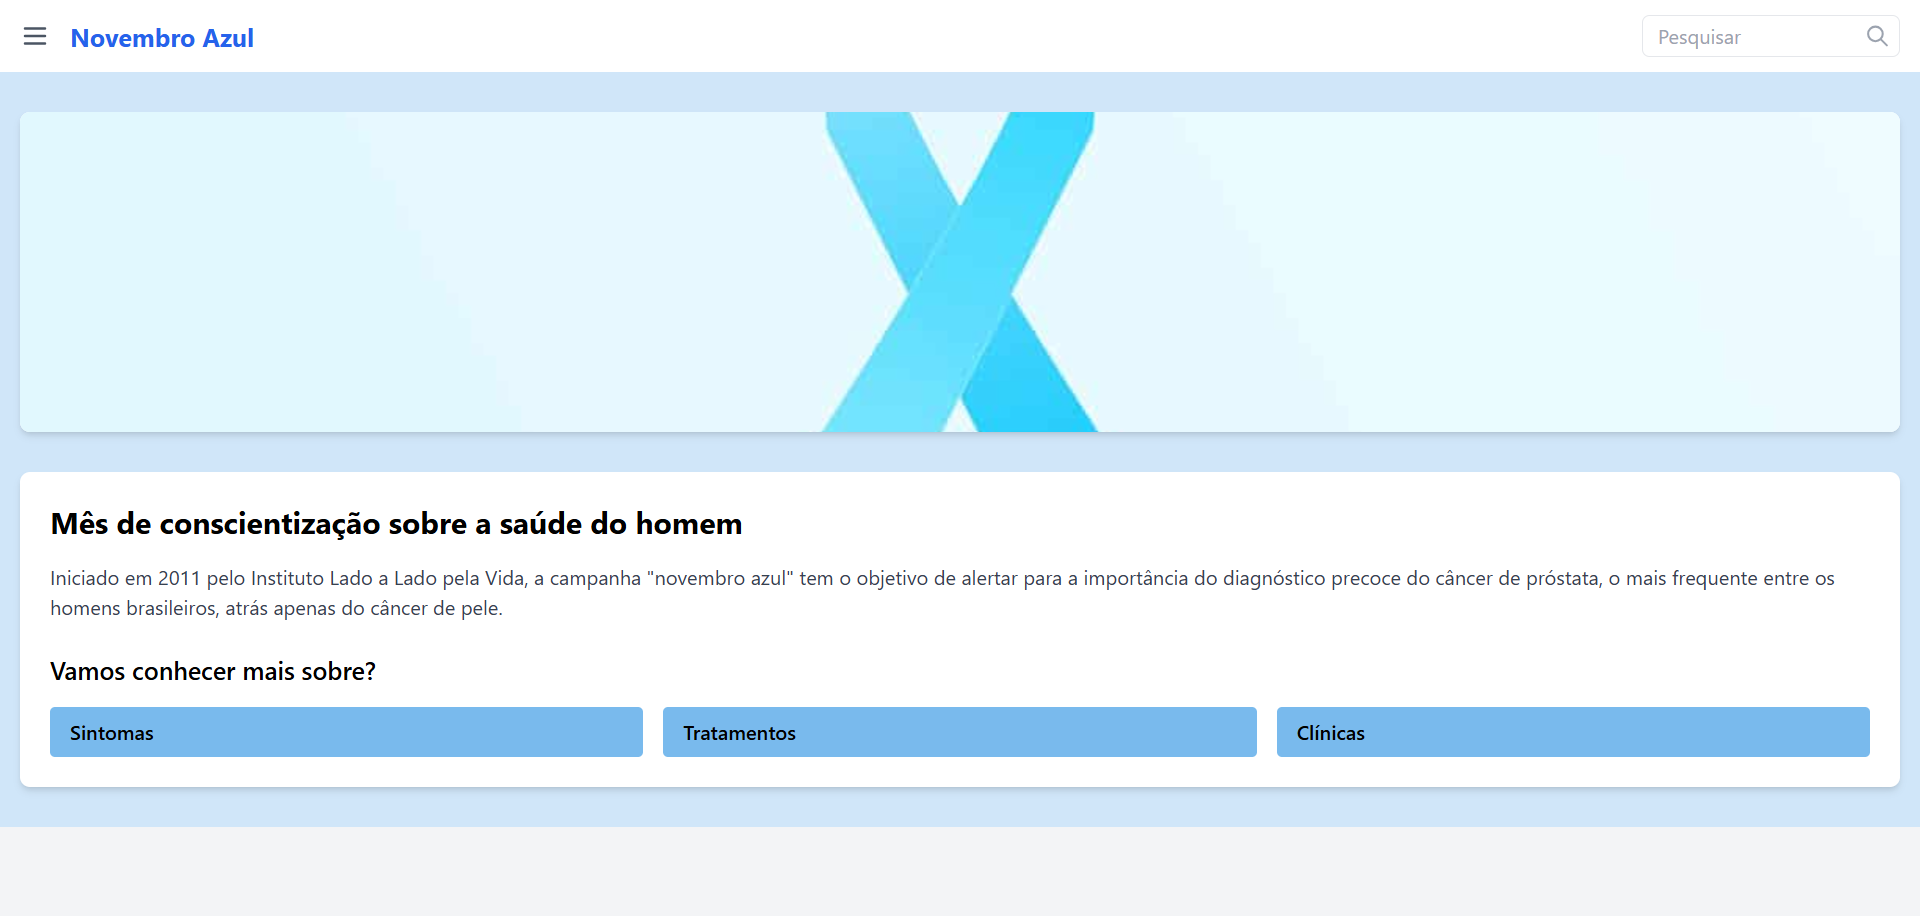 Novembro Azul
Pesquisar
Mês de conscientização sobre a saúde do homem
Iniciado em 2011 pelo Instituto Lado a Lado pela Vida, a campanha "novembro azul" tem o objetivo de alertar para a importância do diagnóstico precoce do câncer de próstata, o mais frequente entre os
homens brasileiros, atrás apenas do câncer de pele.
Vamos conhecer mais sobre?
Sintomas
Tratamentos
Clínicas